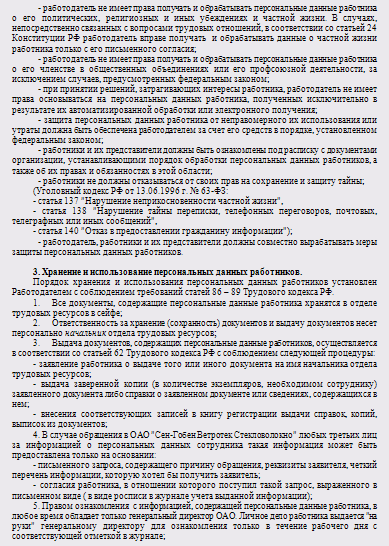 - работодатель не имеет права получать и обрабатывать персональные данные работника
о его политических, религиозных и иных убеждениях и частной жизни. В случаях,
непосредственно связанных с вопросами трудовых отношений, в соответствии со статьей 24
Конституции РФ работодатель вправе получать и обрабатывать данные о частной жизни
работника только с его письменного согласия;
- работодатель не имеет права получать и обрабатывать персональные данные работника
о его членстве в общественных объединениях или его профсоюзной деятельности, за
исключением случаев, предусмотренных федеральным законом;
- при принятии решений, затрагивающих интересы работника, работодатель не имеет
права основываться на персональных данных работника, полученных исключительно в
результате их автоматизированной обработки или электронного получения;
- защита персональных данных работника от неправомерного их использования или
утраты должна быть обеспечена работодателем за счет его средств в порядке, установленном
федеральным законом;
- работники и их представители должны быть ознакомлены под расписку с документами
организации, устанавливающими порядок обработки персональных данных работников, а
также об их правах и обязанностях в этой области;
- работники не должны отказываться от своих прав на сохранение и защиту тайны;
(Уголовный кодекс РФ от 13.06.1996 г. № 63-ФЗ:
- статья 137 "Нарушение неприкосновенности частной жизни",
- статья 138 "Нарушение тайны переписки, телефонных переговоров, почтовых,
телеграфных или иных сообщений",
- статья 140 "Отказ в предоставлении гражданину информации");
- работодатель, работники и их представители должны совместно вырабатывать меры
защиты персональных данных работников.
3. Хранение и использование персональных данных работников.
Порядок хранения и использования персональных данных работников установлен
Работодателем с соблюдением требований статей 86 – 89 Трудового кодекса РФ.
1. Все документы, содержащие персональные данные работника хранятся в отделе
трудовых ресурсов в сейфе;
2. Ответственность за хранение (сохранность) документов и выдачу документов несет
персонально начальник отдела трудовых ресурсов;
3. Выдача документов, содержащих персональные данные работников, осуществляется
в соответствии со статьей 62 Трудового кодекса РФ с соблюдением следующей процедуры:
- заявление работника о выдаче того или иного документа на имя начальника отдела
трудовых ресурсов;
- выдача заверенной копии (в количестве экземпляров, необходимом сотруднику)
заявленного документа либо справки о заявленном документе или сведениях, содержащихся в
нем;
- внесения соответствующих записей в книгу регистрации выдачи справок, копий,
выписок из документов;
4. В случае обращения в ОАО "Сен-Гобен Ветротекс Стекловолокно" любых третьих лиц
за информацией о персональных данных сотрудника такая информация может быть
предоставлена только на основании:
- письменного запроса, содержащего причину обращения, реквизиты заявителя, четкий
перечень информации, которую хотел бы получить заявитель;
- согласия работника, в отношении которого поступил такой запрос, выраженного в
письменном виде ( в виде росписи в журнале учета выданной информации);
5. Правом ознакомления с информацией, содержащей персональные данные работника, в
любое время обладает только генеральный директор ОАО. Личное дело работника выдается "на
руки" генеральному директору для ознакомления только в течение рабочего дня с
соответствующей отметкой в журнале;